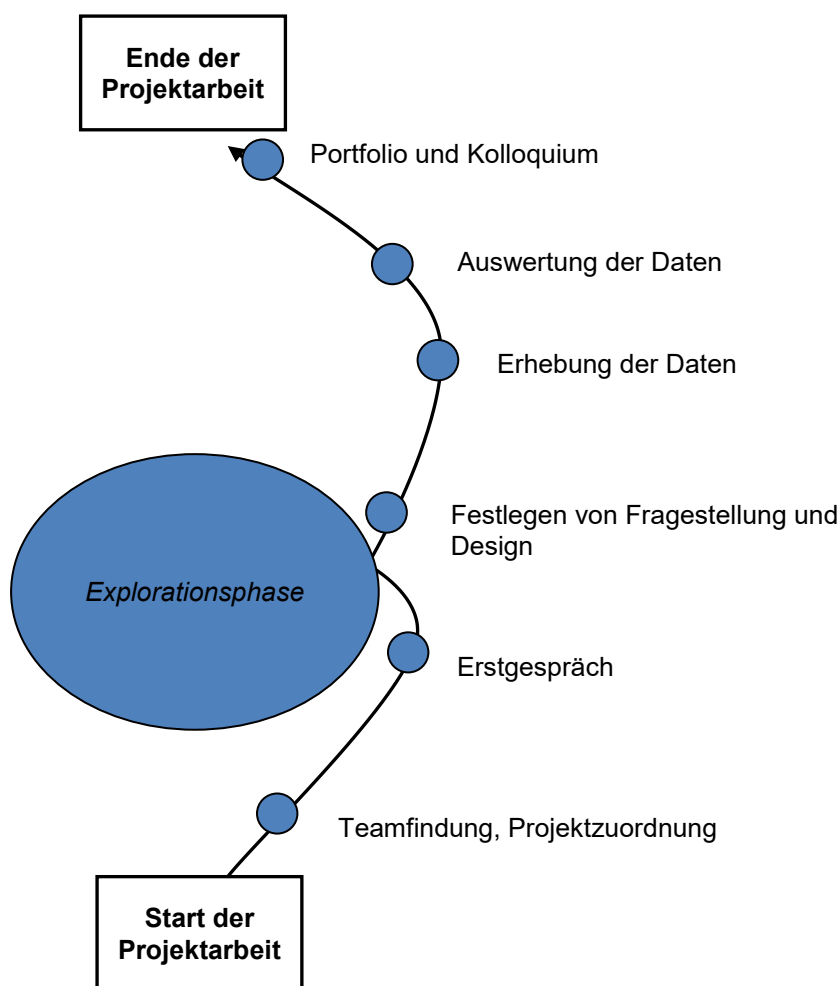 Ende der
Projektarbeit
Portfolio und Kolloquium
Auswertung der Daten
Erhebung der Daten
Festlegen von Fragestellung und
Design
Explorationsphase
Erstgespräch
Teamfindung, Projektzuordnung
Start der
Projektarbeit